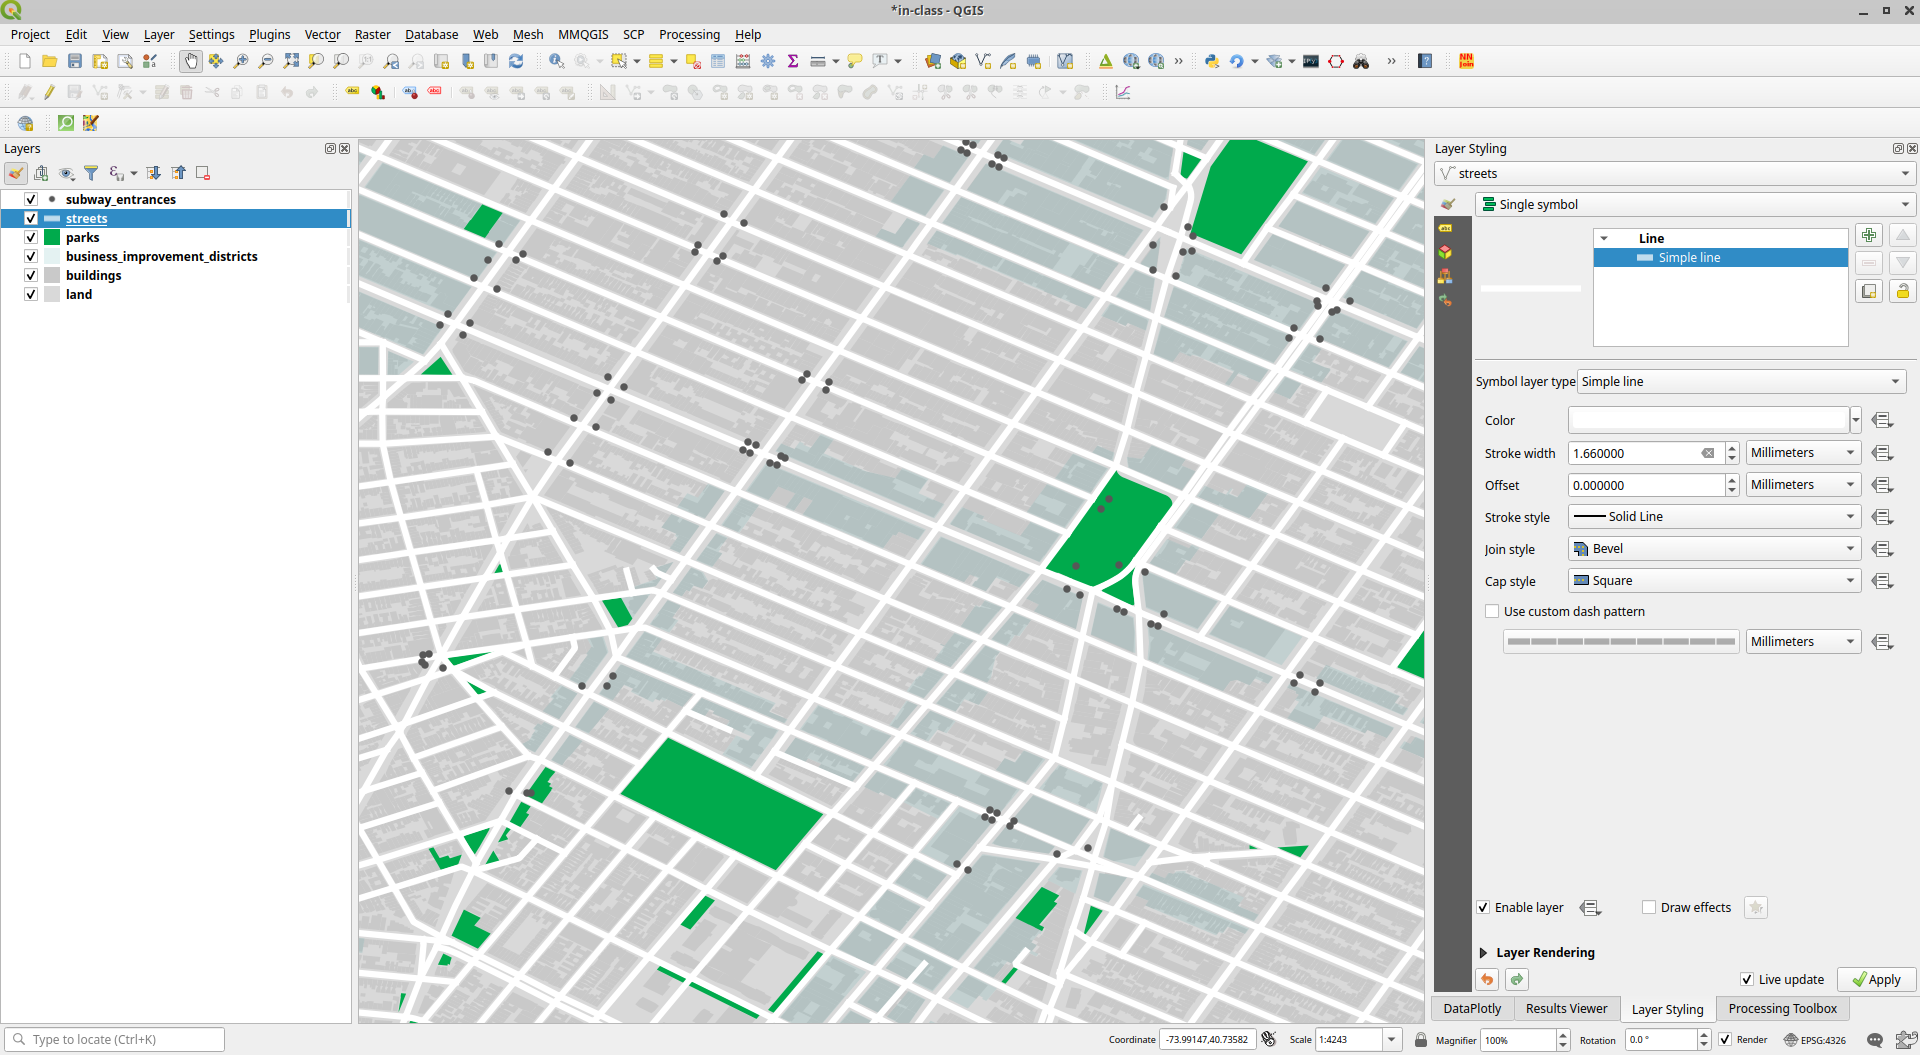 *in-class - QGIS
Project Edit View Layer Settings Plugins Vector Raster Database Web Mesh MMQGIS SCP Processing Help
Layers
subway_entrances
streets
parks
business_improvement_districts
buildings
land
Layer Styling
streets
Single symbol
Line
Simple line
Symbol layer type Simple line
Color
Stroke width 1.660000 Millimeters
Offset 0.000000 Millimeters
Stroke style Solid Line
Join style Bevel
Cap style Square
Use custom dash pattern
Millimeters
Enable layer Draw effects
Layer Rendering
Live update Apply
DataPlotly Results Viewer Layer Styling Processing Toolbox
Type to locate (Ctrl+K) Coordinate -73.99147,40.73582 Scale 1:4243 Magnifier 100% Rotation 0.0 ° Render EPSG:4326